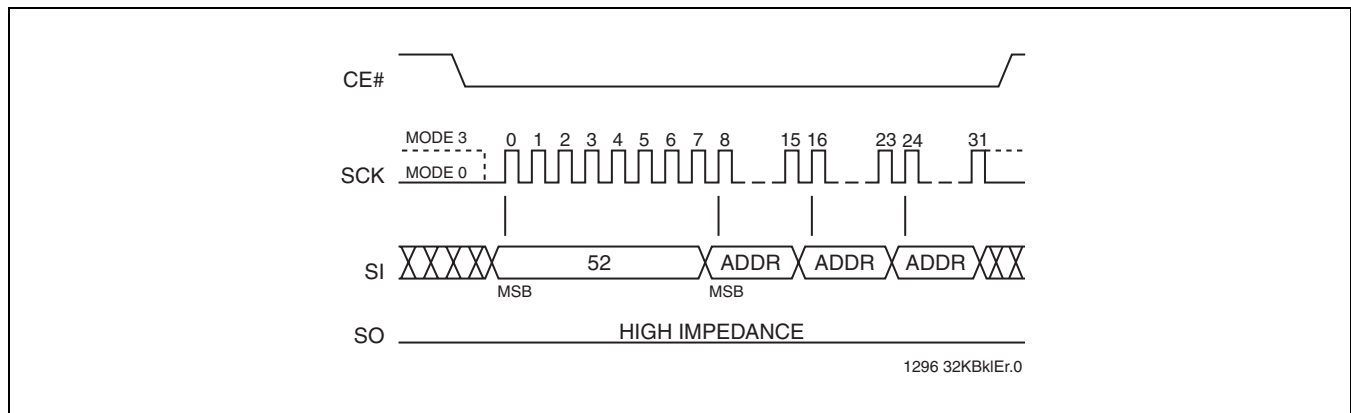 CE#
MODE 3 0 1 2 3 4 5 6 7 8 15 16 23 24 31
SCK MODE 0
SI 52 ADDR ADDR ADDR
MSB MSB
SO HIGH IMPEDANCE
1296 32KBklEr.0